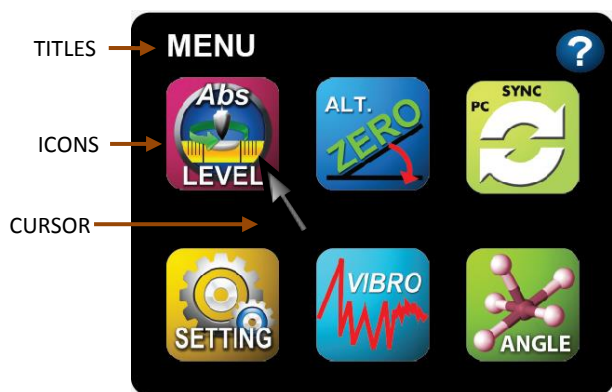 TITLES
MENU
?
Abs
LEVEL
ALT.
ZERO
SYNC
PC
ICONS
CURSOR
SETTING
VIBRO
ANGLE